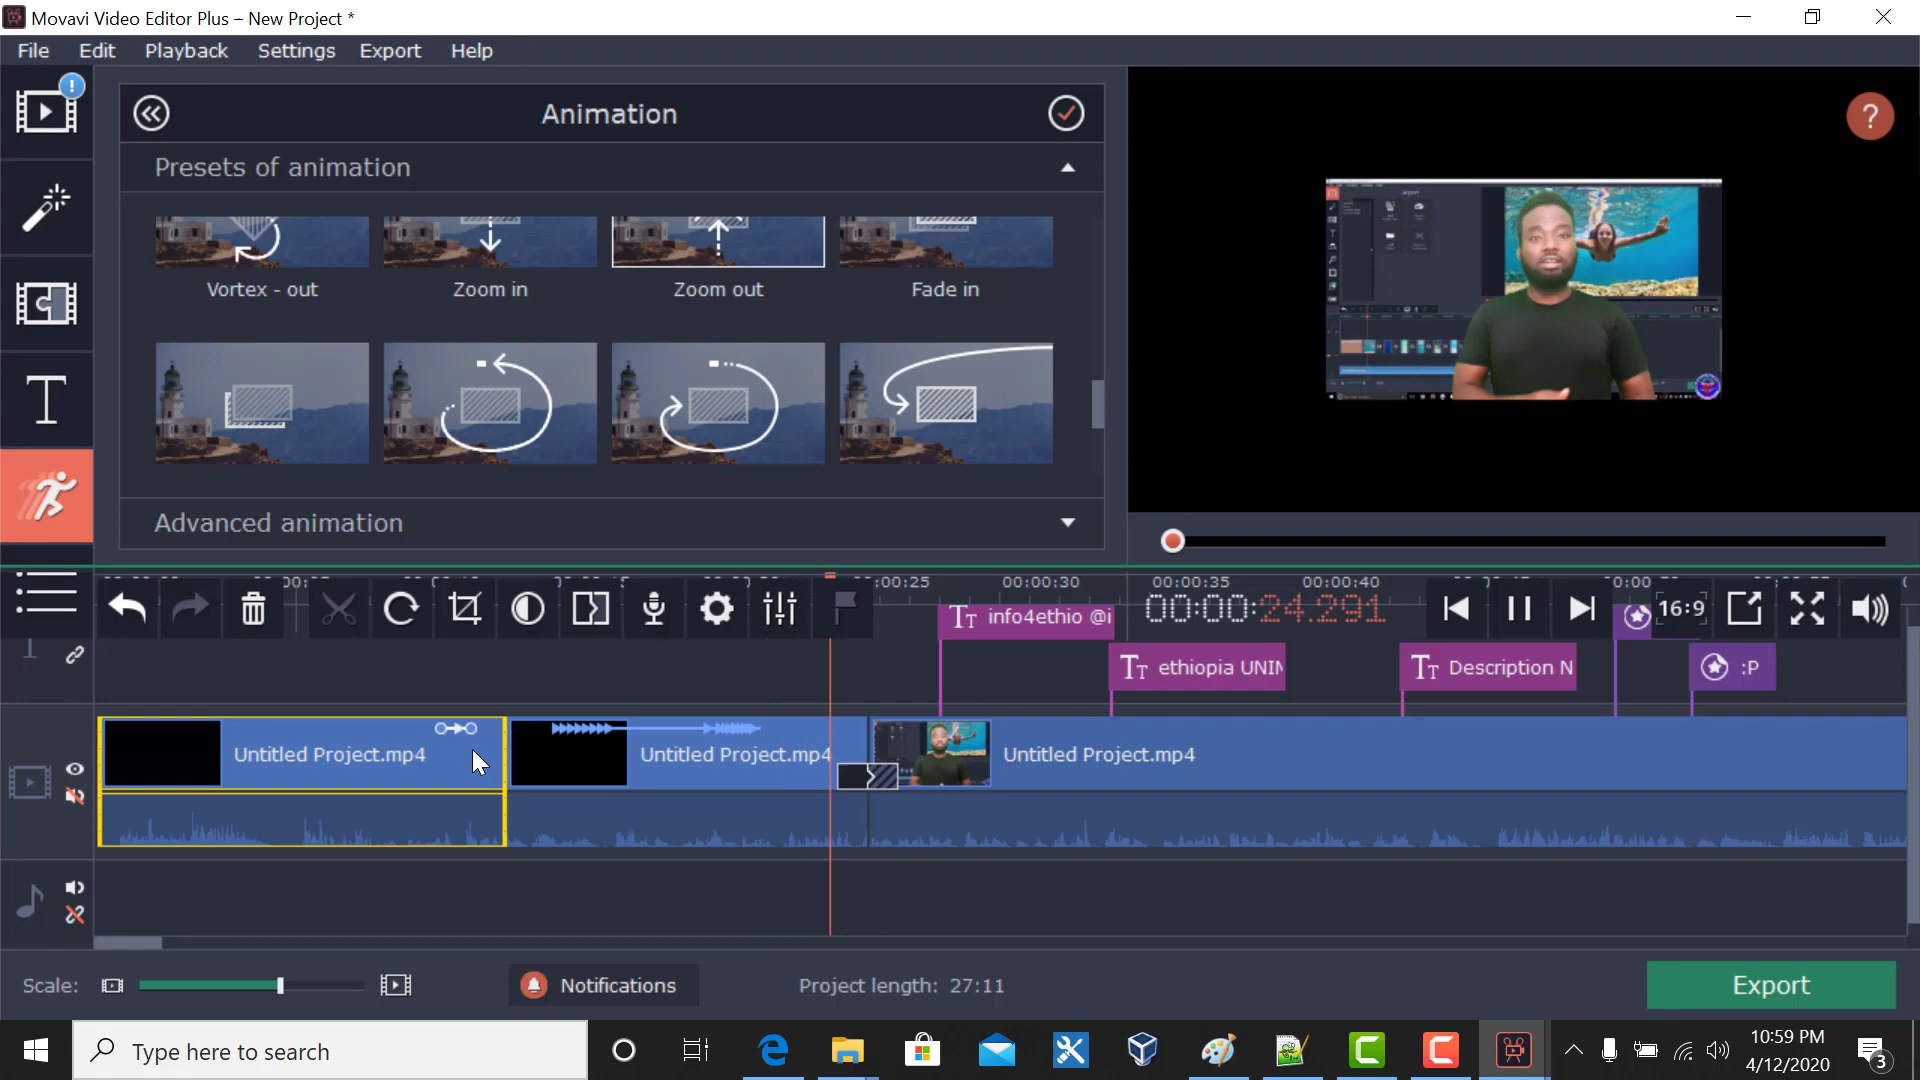 Movavi Video Editor Plus – New Project *
File Edit Playback Settings Export Help
Animation
Presets of animation
Vortex - out Zoom in Zoom out Fade in
Advanced animation
00:00:25 00:00:30 00:00:35 00:00:40
info4ethio @i
00:00:24.291
16:9
ethiopia UNIN
Description N
:P
Untitled Project.mp4
Untitled Project.mp4
Untitled Project.mp4
Scale:
Notifications
Project length: 27:11
Export
Type here to search
10:59 PM
4/12/2020
3